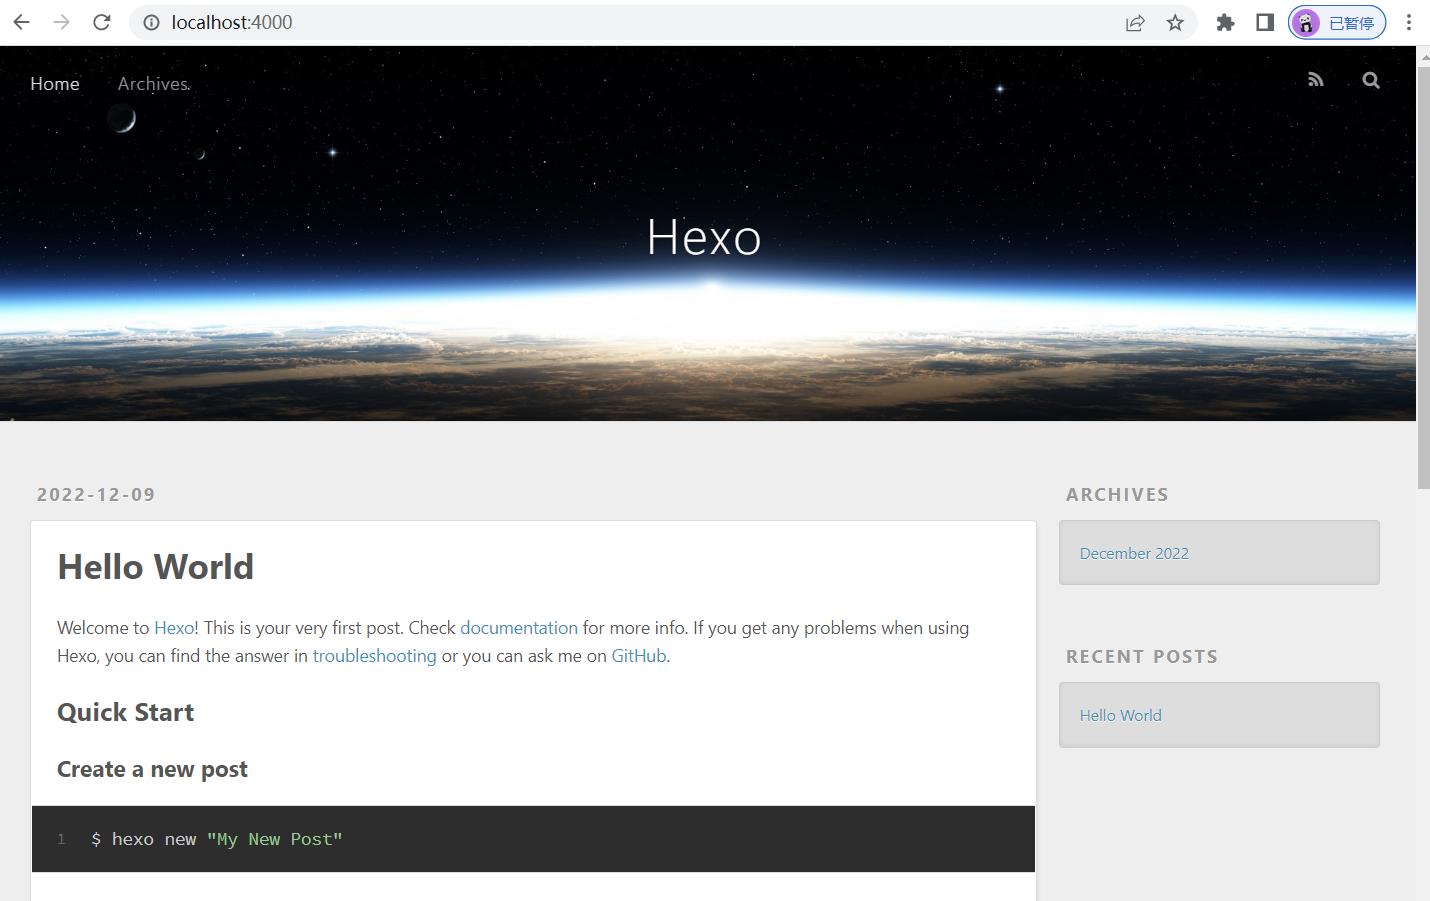 localhost:4000
已暂停
Home
Archives
Hexo
2022-12-09
Hello World
Welcome to Hexo! This is your very first post. Check documentation for more info. If you get any problems when using
Hexo, you can find the answer in troubleshooting or you can ask me on GitHub.
Quick Start
Create a new post
1 $ hexo new "My New Post"
ARCHIVES
December 2022
RECENT POSTS
Hello World